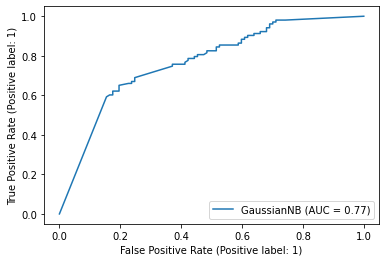 True Positive Rate (Positive label: 1)
1.0
0.8
0.6
0.4
0.2
0.0
GaussianNB (AUC = 0.77)
0.0 0.2 0.4 0.6 0.8 1.0
False Positive Rate (Positive label: 1)